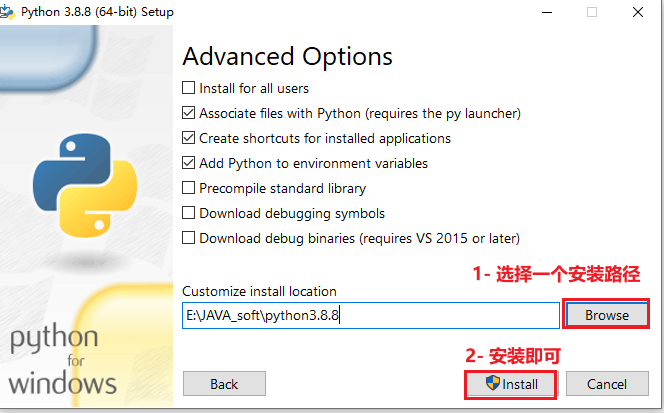 Python 3.8.8 (64-bit) Setup
Advanced Options
Install for all users
Associate files with Python (requires the py launcher)
Create shortcuts for installed applications
Add Python to environment variables
Precompile standard library
Download debugging symbols
Download debug binaries (requires VS 2015 or later)
1- 选择一个安装路径
Customize install location
E:\JAVA_soft\python3.8.8
Browse
2- 安装即可
python
for
windows
Back
Install
Cancel